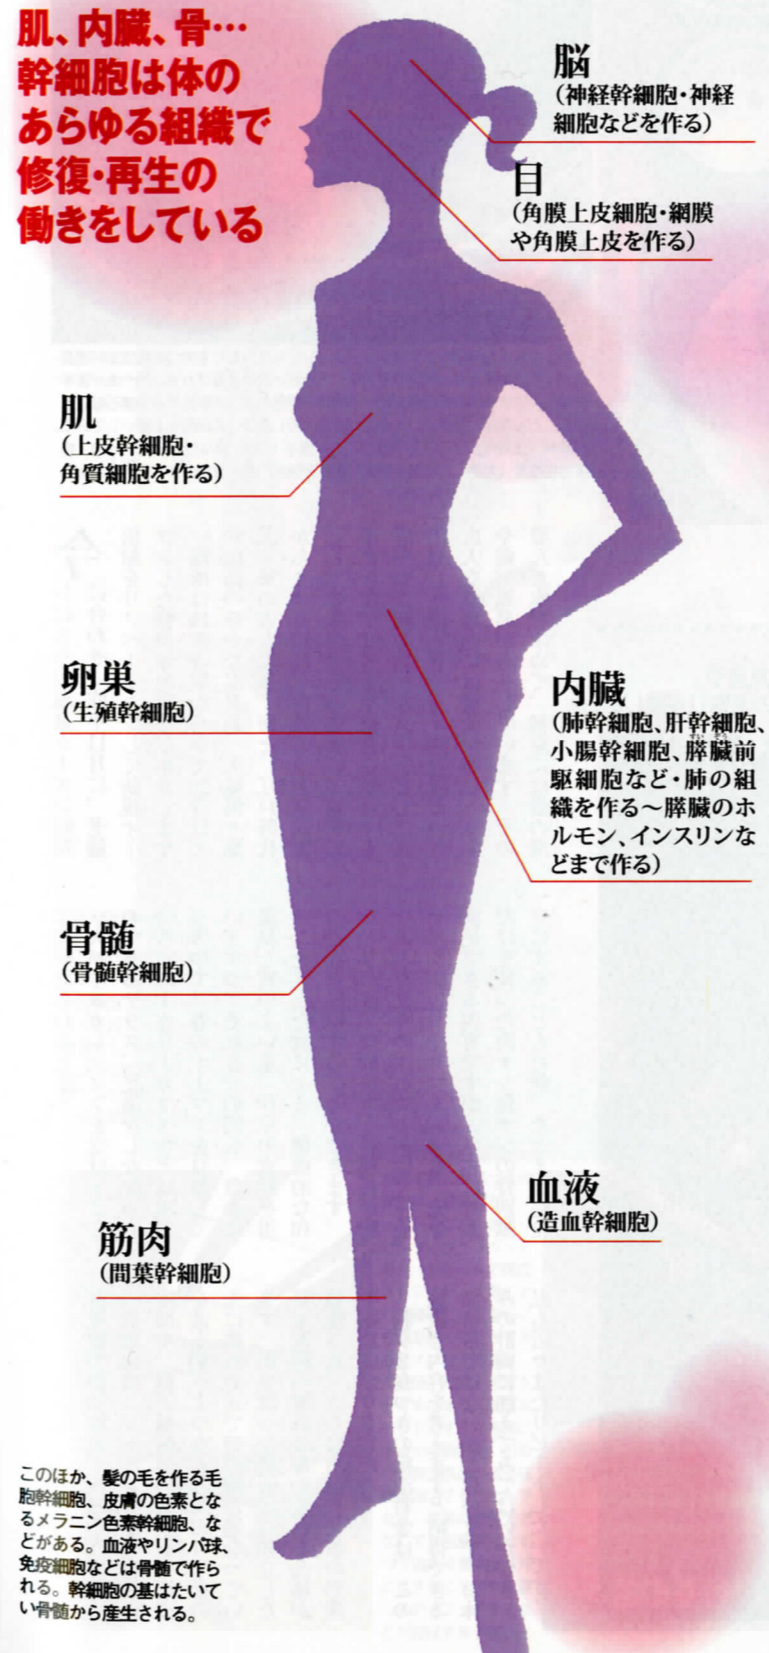 肌、内臓、骨…
幹細胞は体の
あらゆる組織で
修復・再生の
働きをしている
脳
（神経幹細胞・神経
細胞などを作る）
目
（角膜上皮細胞・網膜
や角膜上皮を作る）
肌
（上皮幹細胞・
角質細胞を作る）
卵巣
（生殖幹細胞）
内臓
（肺幹細胞、肝幹細胞、
小腸幹細胞、膵臓前
駆細胞など・肺の組
織を作る〜膵臓のホ
ルモン、インスリンな
どまで作る）
骨髄
（骨髄幹細胞）
血液
（造血幹細胞）
筋肉
（間葉幹細胞）
このほか、髪の毛を作る毛
胞幹細胞、皮膚の色素とな
るメラニン色素幹細胞、な
どがある。血液やリンパ球、
免疫細胞などは骨髄で作ら
れる。幹細胞の基はたいて
い骨髄から産生される。